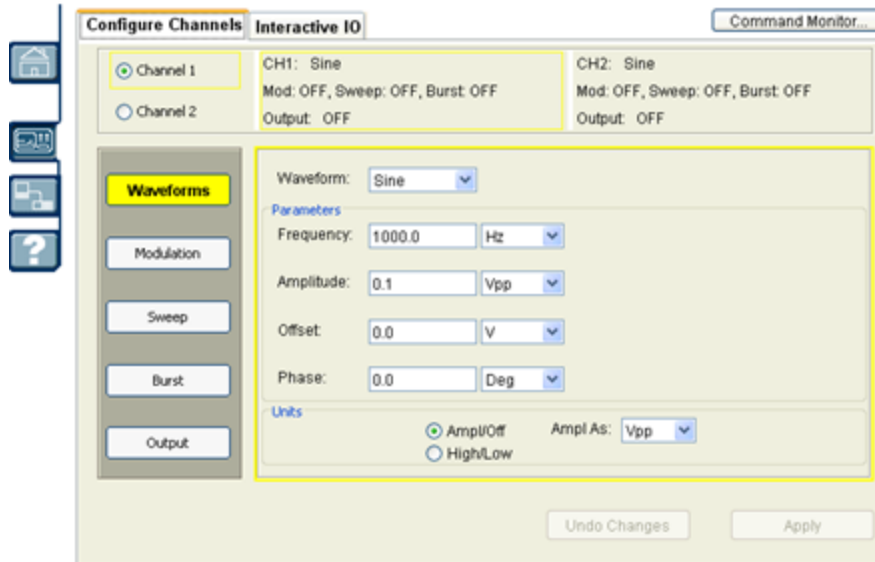 Configure Channels Interactive IO Command Monitor...
Channel 1
Channel 2
CH1: Sine
Mod: OFF, Sweep: OFF, Burst: OFF
Output: OFF
CH2: Sine
Mod: OFF, Sweep: OFF, Burst: OFF
Output: OFF
Waveforms
Modulation
Sweep
Burst
Output
Waveform: Sine
Parameters
Frequency: 1000.0 Hz
Amplitude: 0.1 Vpp
Offset: 0.0 V
Phase: 0.0 Deg
Units
Ampl/Off Ampl As: Vpp
High/Low
Undo Changes Apply
?